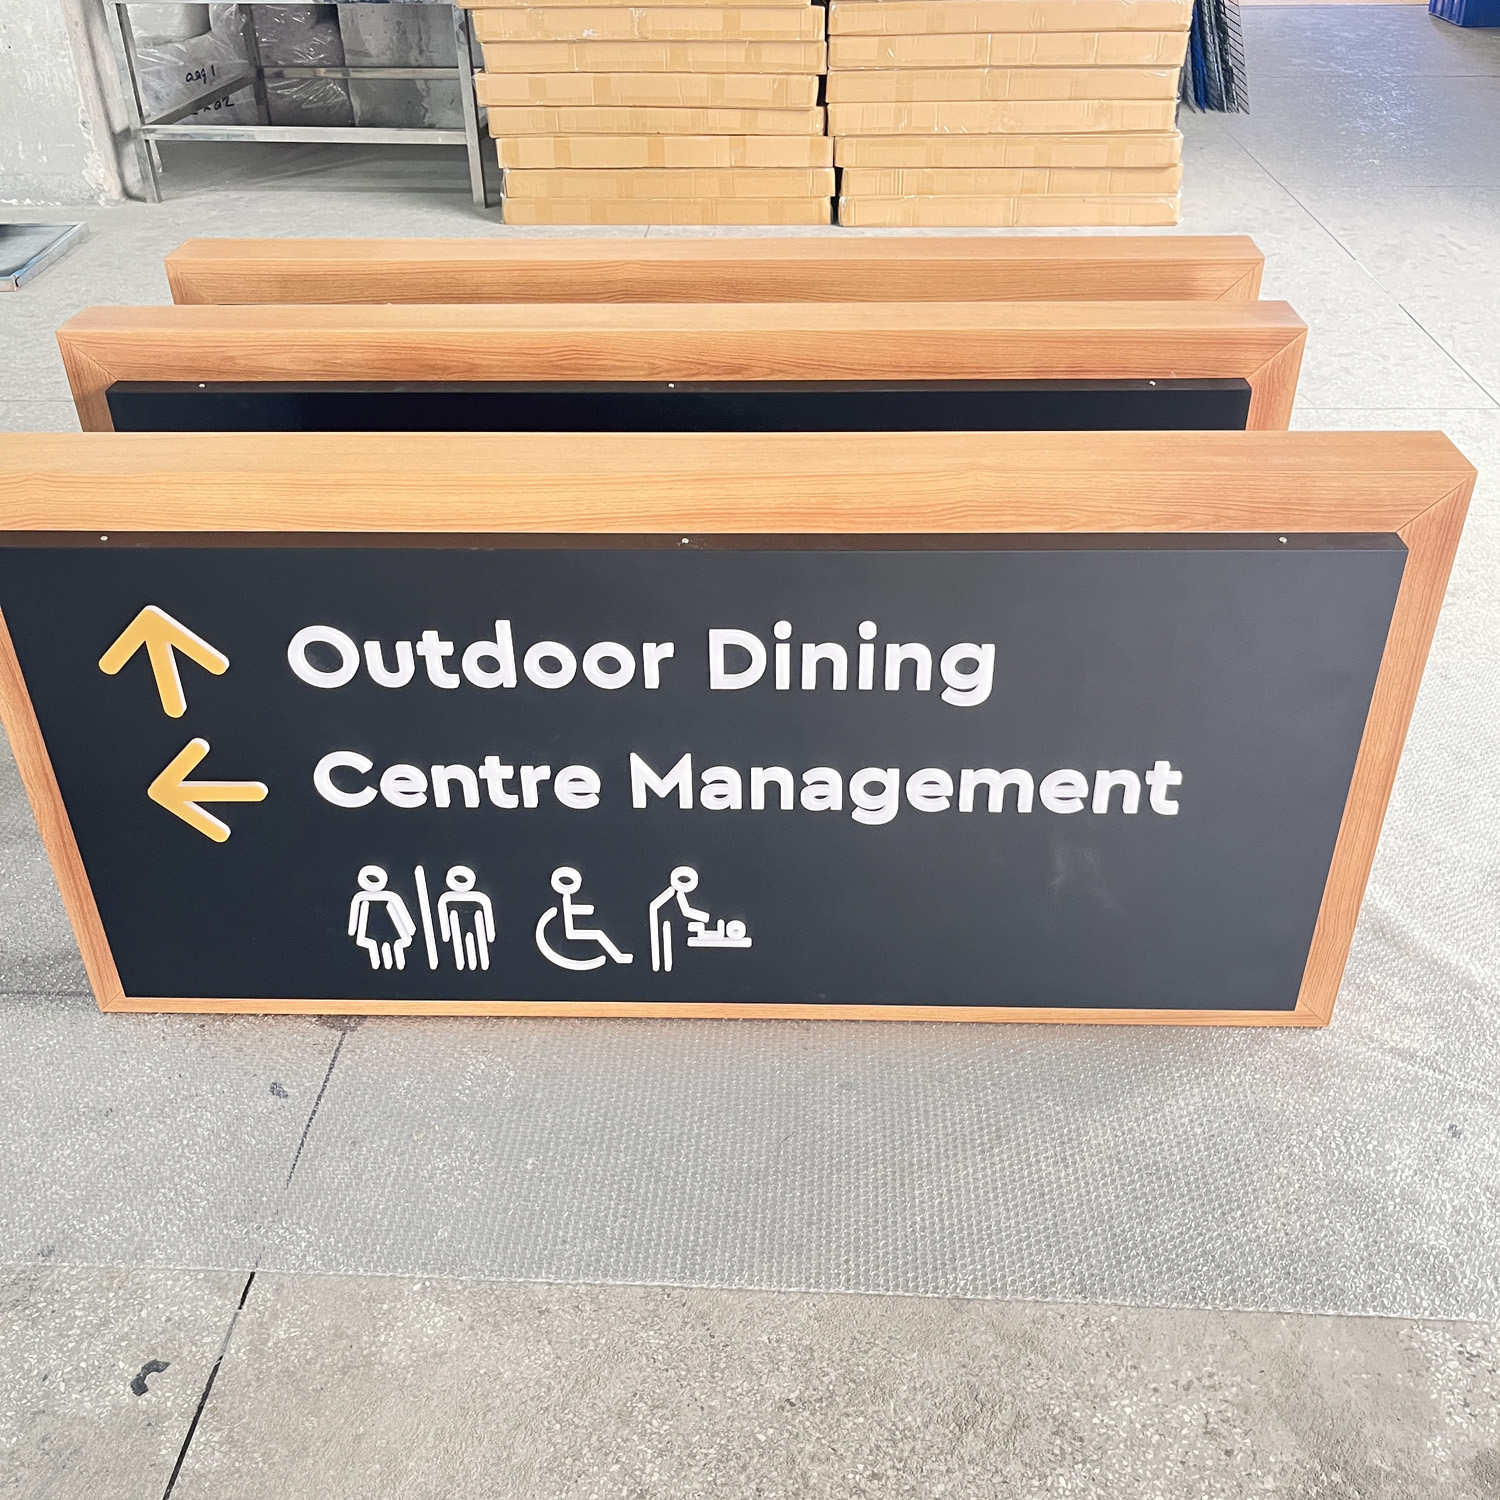 Outdoor Dining
Centre Management